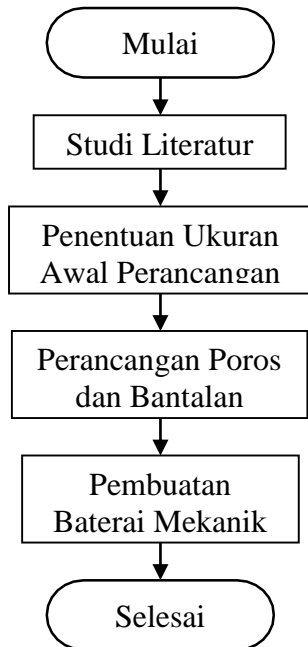 Mulai
Studi Literatur
Penentuan Ukuran
Awal Perancangan
Perancangan Poros
dan Bantalan
Pembuatan
Baterai Mekanik
Selesai